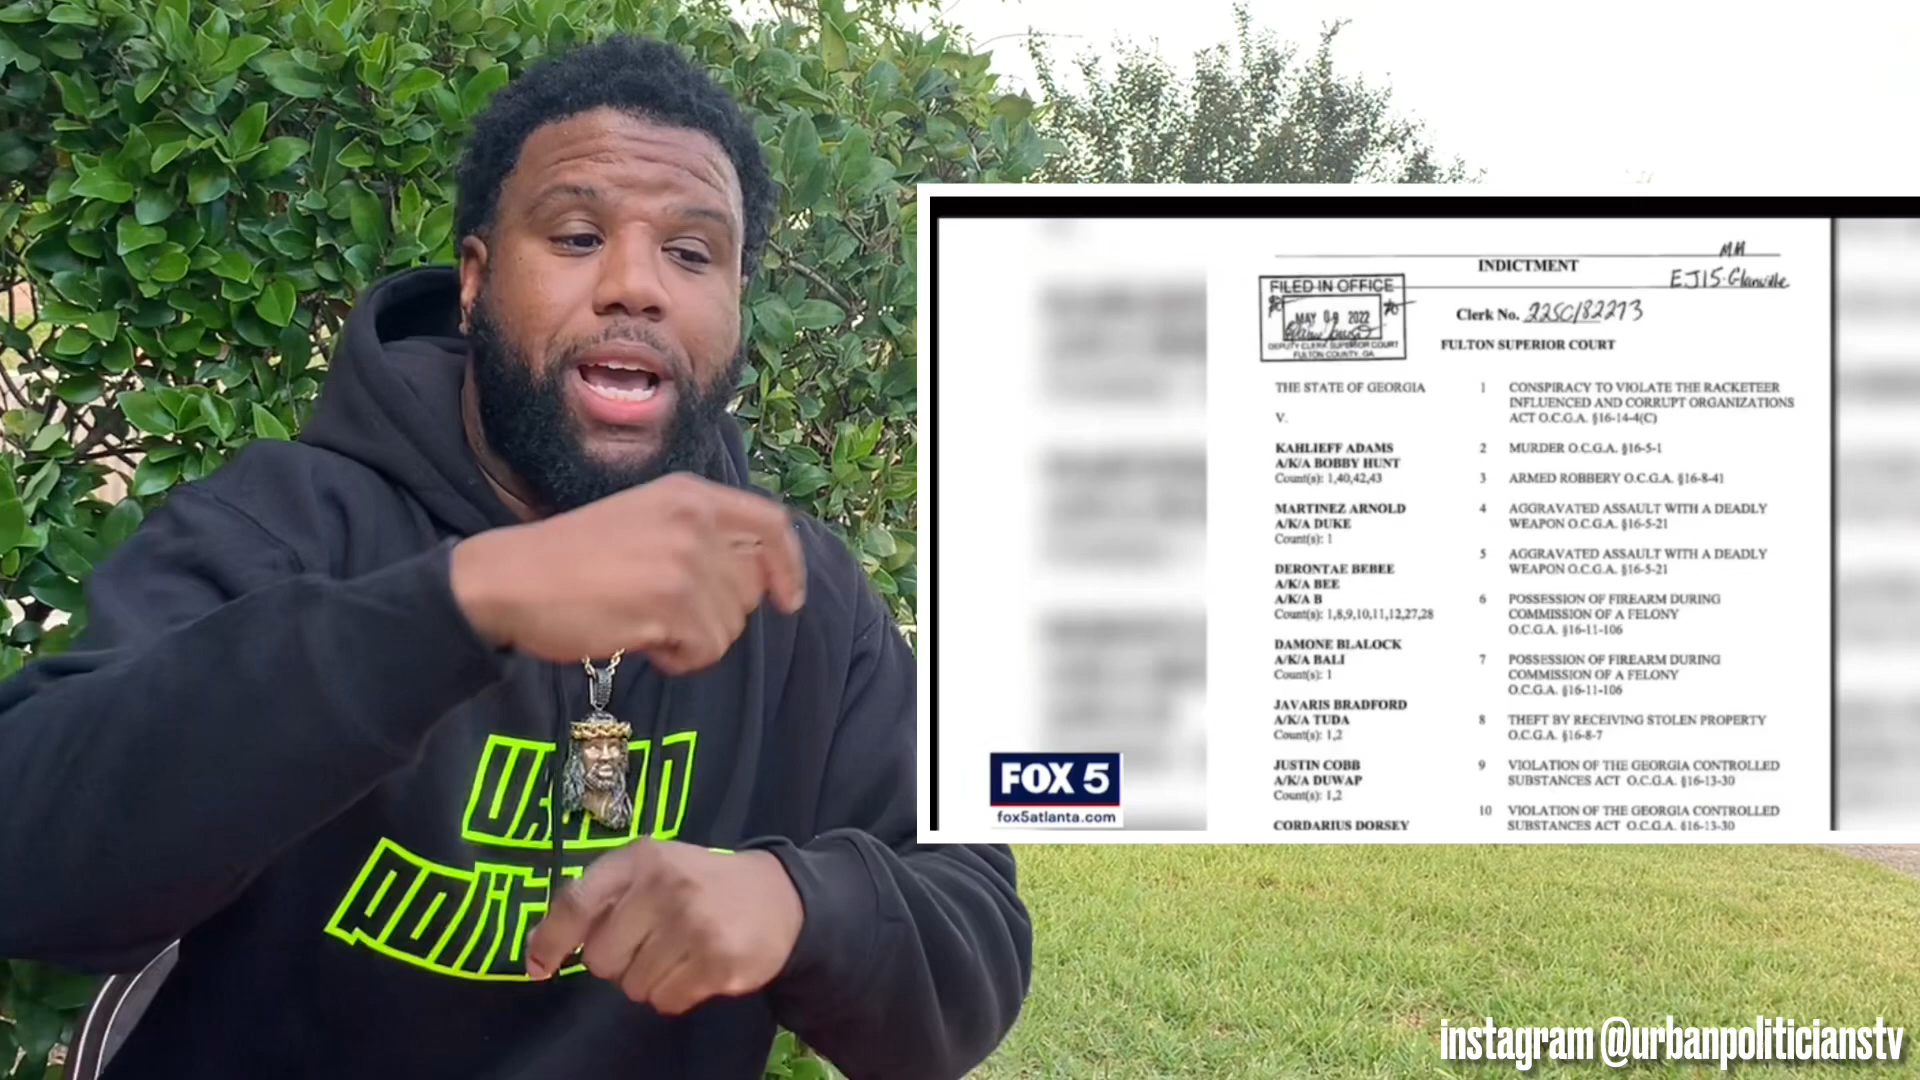 INDICTMENT
MH
EJ15-Glanville
FILED IN OFFICE
MAY 09 2022
DEPUTY CLERK SUPERIOR COURT
FULTON COUNTY, GA
Clerk No. 22SC182273
FULTON SUPERIOR COURT
THE STATE OF GEORGIA
V.
KAHLIEFF ADAMS
A/K/A BOBBY HUNT
Count(s): 1,40,42,43
MARTINEZ ARNOLD
A/K/A DUKE
Count(s): 1
DERONTAE BEBEE
A/K/A BEE
A/K/A B
Count(s): 1,8,9,10,11,12,27,28
DAMONE BLALOCK
A/K/A BALI
Count(s): 1
JAVARIS BRADFORD
A/K/A TUDA
Count(s): 1,2
JUSTIN COBB
A/K/A DUWAP
Count(s): 1,2
CORDARIUS DORSEY
1 CONSPIRACY TO VIOLATE THE RACKETEER
INFLUENCED AND CORRUPT ORGANIZATIONS
ACT O.C.G.A. §16-14-4(C)
2 MURDER O.C.G.A. §16-5-1
3 ARMED ROBBERY O.C.G.A. §16-8-41
4 AGGRAVATED ASSAULT WITH A DEADLY
WEAPON O.C.G.A. §16-5-21
5 AGGRAVATED ASSAULT WITH A DEADLY
WEAPON O.C.G.A. §16-5-21
6 POSSESSION OF FIREARM DURING
COMMISSION OF A FELONY
O.C.G.A. §16-11-106
7 POSSESSION OF FIREARM DURING
COMMISSION OF A FELONY
O.C.G.A. §16-11-106
8 THEFT BY RECEIVING STOLEN PROPERTY
O.C.G.A. §16-8-7
9 VIOLATION OF THE GEORGIA CONTROLLED
SUBSTANCES ACT O.C.G.A. §16-13-30
10 VIOLATION OF THE GEORGIA CONTROLLED
SUBSTANCES ACT O.C.G.A. §16-13-30
FOX 5
fox5atlanta.com
instagram @urbanpoliticianstv